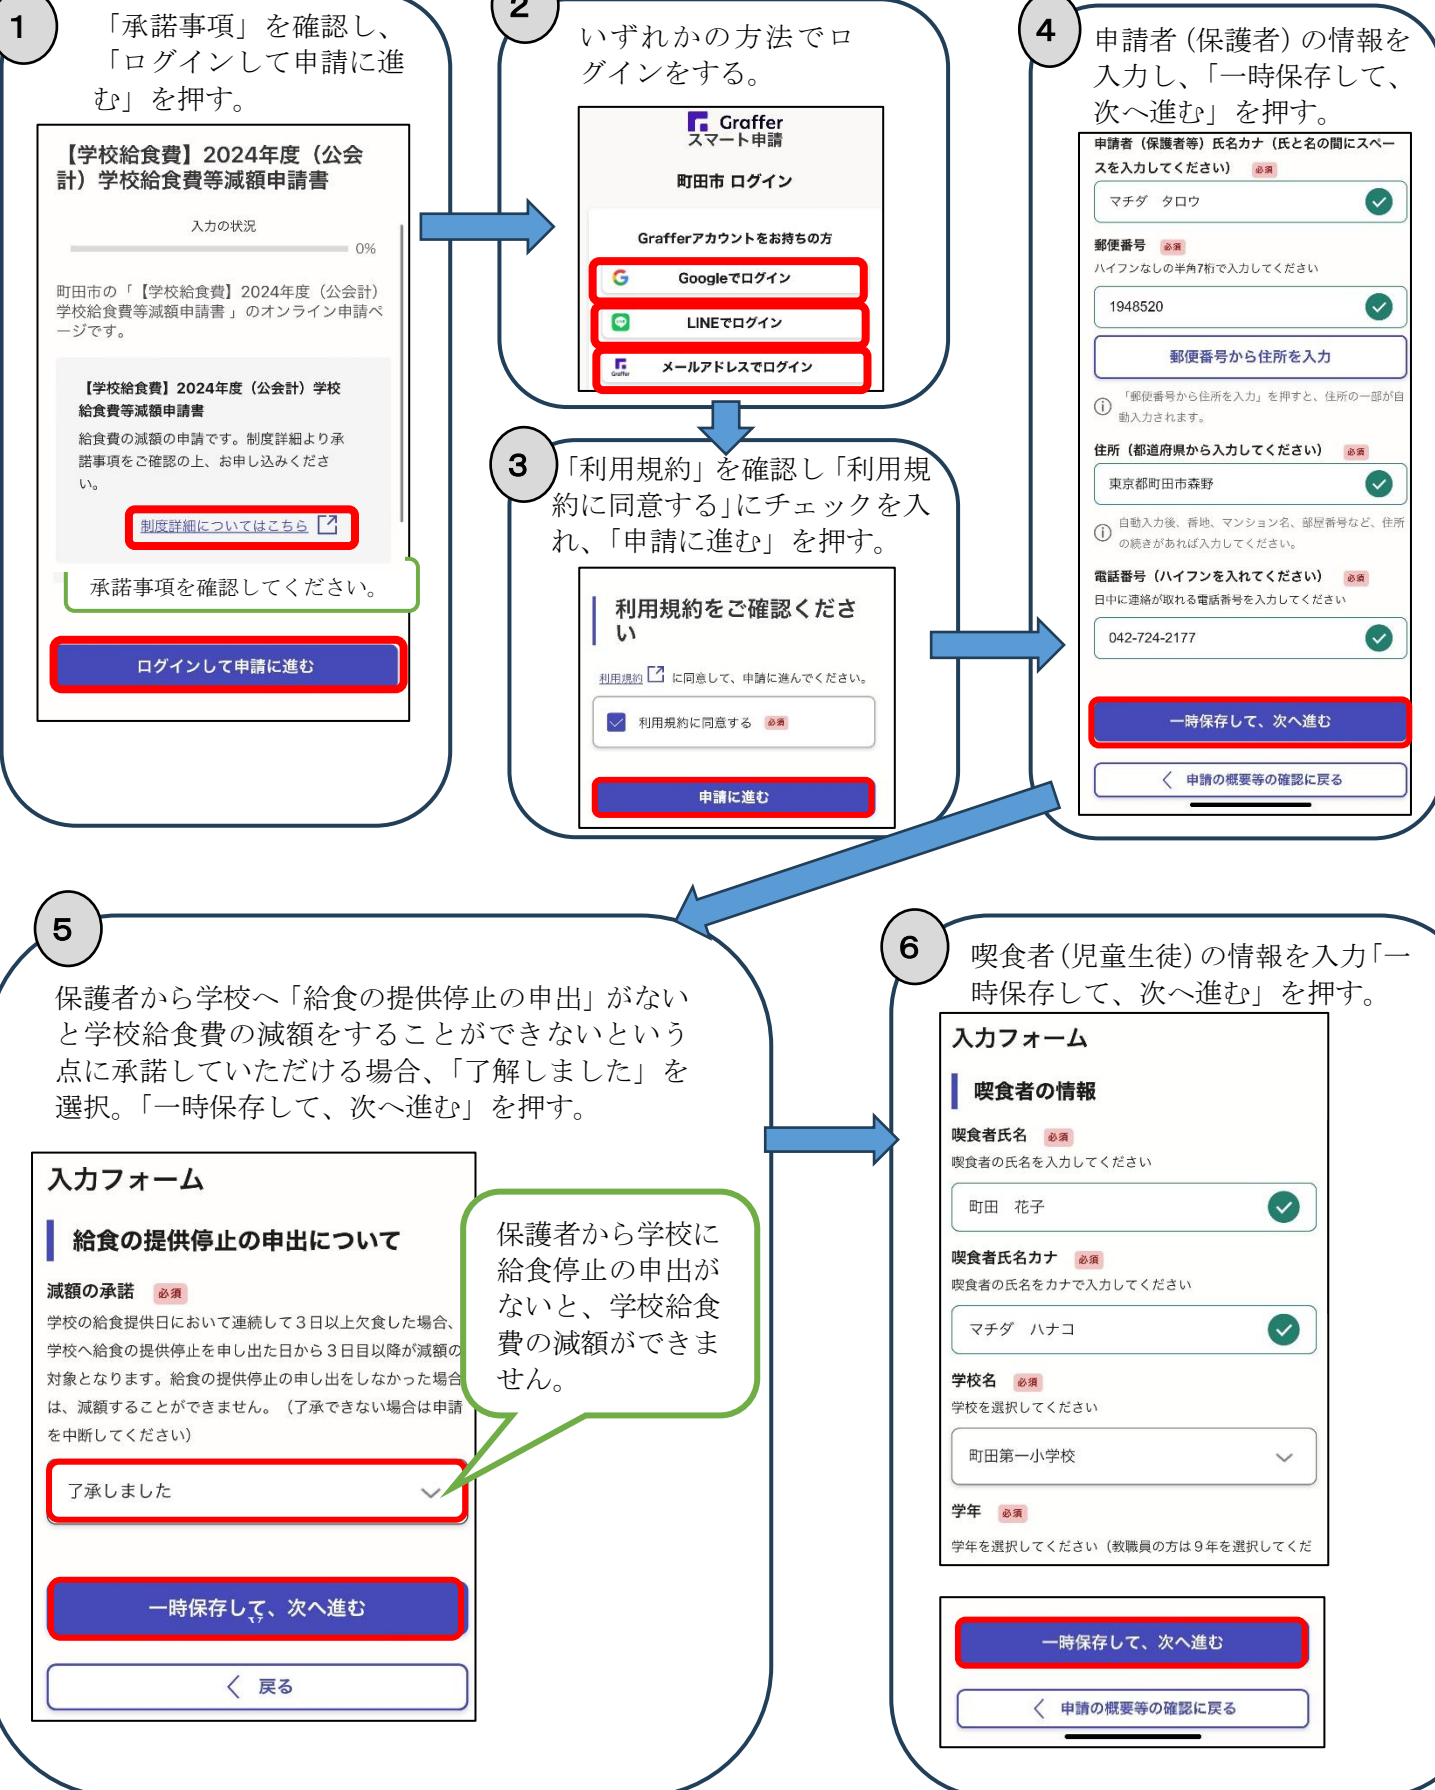 1
「承諾事項」を確認し、
「ログインして申請に進
む」を押す。
【学校給食費】2024年度（公会
計）学校給食費等減額申請書
入力の状況
0%
町田市の「【学校給食費】2024年度（公会計）
学校給食費等減額申請書 」のオンライン申請ペ
ージです。
【学校給食費】2024年度（公会計）学校
給食費等減額申請書
給食費の減額の申請です。制度詳細より承
諾事項をご確認の上、お申し込みくださ
い。
制度詳細についてはこちら
承諾事項を確認してください。
ログインして申請に進む
2
いずれかの方法でロ
グインをする。
Graffer
スマート申請
町田市 ログイン
Grafferアカウントをお持ちの方
Googleでログイン
LINEでログイン
Graffer
メールアドレスでログイン
3
「利用規約」を確認し「利用規
約に同意する」にチェックを入
れ、「申請に進む」を押す。
利用規約をご確認くださ
い
利用規約 に同意して、申請に進んでください。
利用規約に同意する 必須
申請に進む
4
申請者（保護者）の情報を
入力し、「一時保存して、
次へ進む」を押す。
申請者（保護者等）氏名カナ（氏と名の間にスペー
スを入力してください） 必須
マチダ　タロウ
郵便番号 必須
ハイフンなしの半角7桁で入力してください
1948520
郵便番号から住所を入力
「郵便番号から住所を入力」を押すと、住所の一部が自
動入力されます。
住所（都道府県から入力してください） 必須
東京都町田市森野
自動入力後、番地、マンション名、部屋番号など、住所
の続きがあれば入力してください。
電話番号（ハイフンを入れてください） 必須
日中に連絡が取れる電話番号を入力してください
042-724-2177
一時保存して、次へ進む
申請の概要等の確認に戻る
5
保護者から学校へ「給食の提供停止の申出」がない
と学校給食費の減額をすることができないという
点に承諾していただける場合、「了解しました」を
選択。「一時保存して、次へ進む」を押す。
入力フォーム
給食の提供停止の申出について
減額の承諾 必須
学校の給食提供日において連続して３日以上欠食した場合、
学校へ給食の提供停止を申し出た日から３日目以降が減額の
対象となります。給食の提供停止の申し出をしなかった場合
は、減額することができません。（了承できない場合は申請
を中断してください）
了承しました
一時保存して、次へ進む
戻る
保護者から学校に
給食停止の申出が
ないと、学校給食
費の減額ができま
せん。
6
喫食者（児童生徒）の情報を入力「一
時保存して、次へ進む」を押す。
入力フォーム
喫食者の情報
喫食者氏名 必須
喫食者の氏名を入力してください
町田　花子
喫食者氏名カナ 必須
喫食者の氏名をカナで入力してください
マチダ　ハナコ
学校名 必須
学校を選択してください
町田第一小学校
学年 必須
学年を選択してください（教職員の方は９年を選択してくだ
一時保存して、次へ進む
申請の概要等の確認に戻る